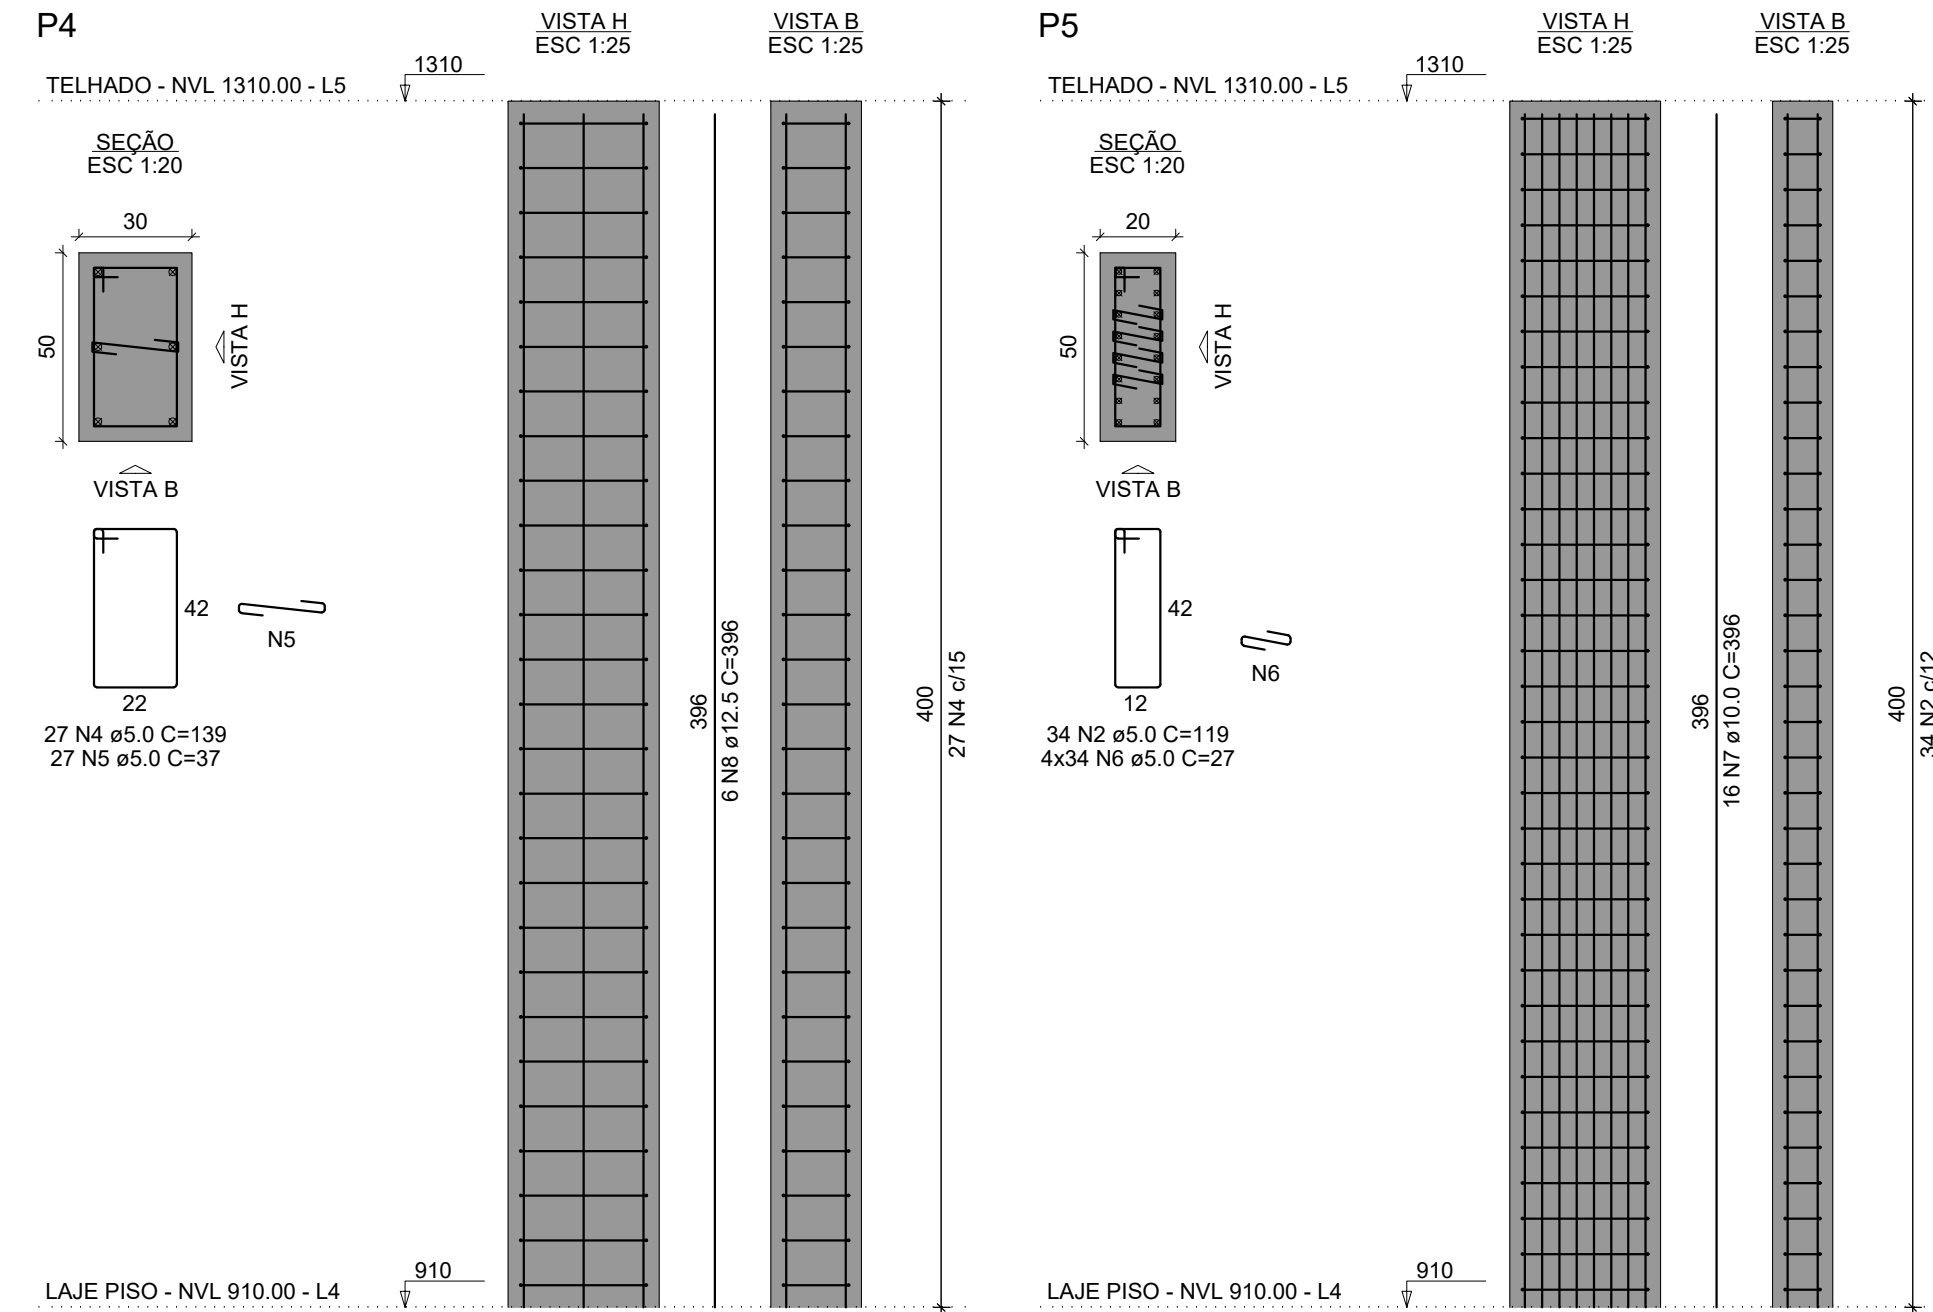 P4
VISTA H
ESC 1:25
VISTA B
ESC 1:25
TELHADO - NVL 1310.00 - L5
1310
SEÇÃO
ESC 1:20
30
50
VISTA H
VISTA B
42
22
N5
27 N4 ø5.0 C=139
27 N5 ø5.0 C=37
396
6 N8 ø12.5 C=396
400
27 N4 c/15
LAJE PISO - NVL 910.00 - L4
910
P5
VISTA H
ESC 1:25
VISTA B
ESC 1:25
TELHADO - NVL 1310.00 - L5
1310
SEÇÃO
ESC 1:20
20
50
VISTA H
VISTA B
42
12
N6
34 N2 ø5.0 C=119
4x34 N6 ø5.0 C=27
396
16 N7 ø10.0 C=396
400
34 N2 c/12
LAJE PISO - NVL 910.00 - L4
910